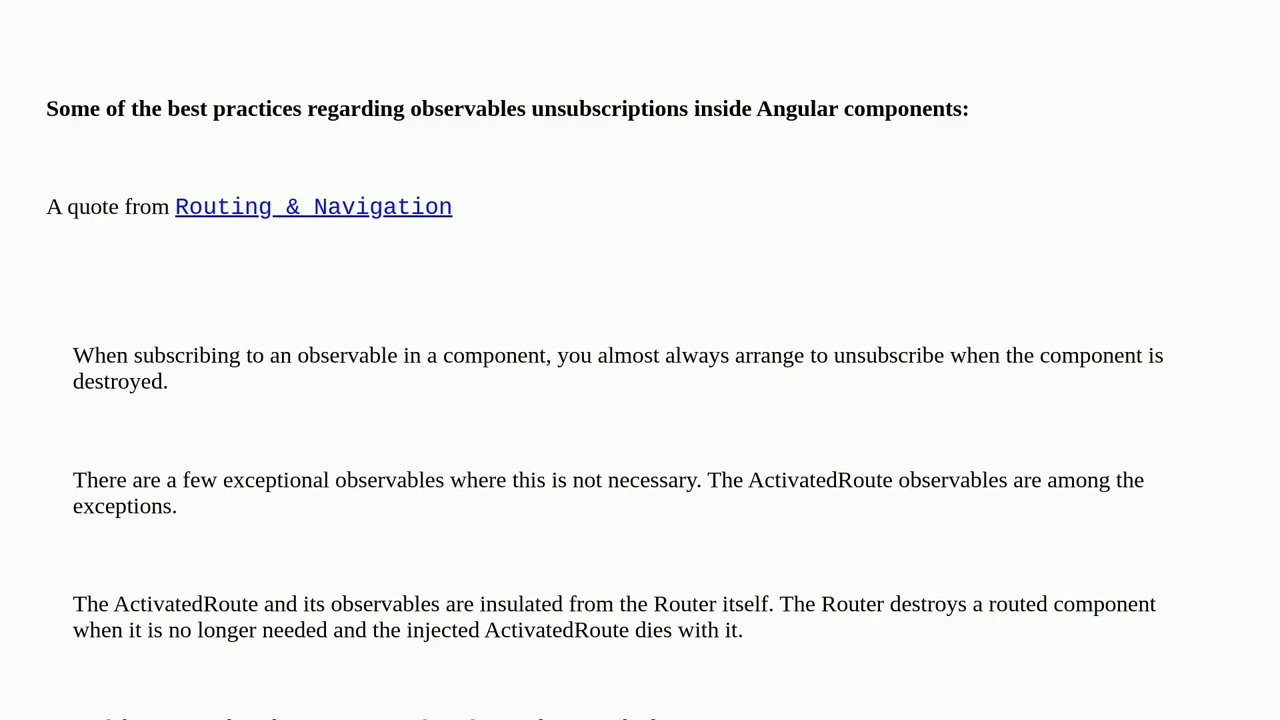 Some of the best practices regarding observables unsubscriptions inside Angular components:
A quote from Routing & Navigation
When subscribing to an observable in a component, you almost always arrange to unsubscribe when the component is
destroyed.
There are a few exceptional observables where this is not necessary. The ActivatedRoute observables are among the
exceptions.
The ActivatedRoute and its observables are insulated from the Router itself. The Router destroys a routed component
when it is no longer needed and the injected ActivatedRoute dies with it.